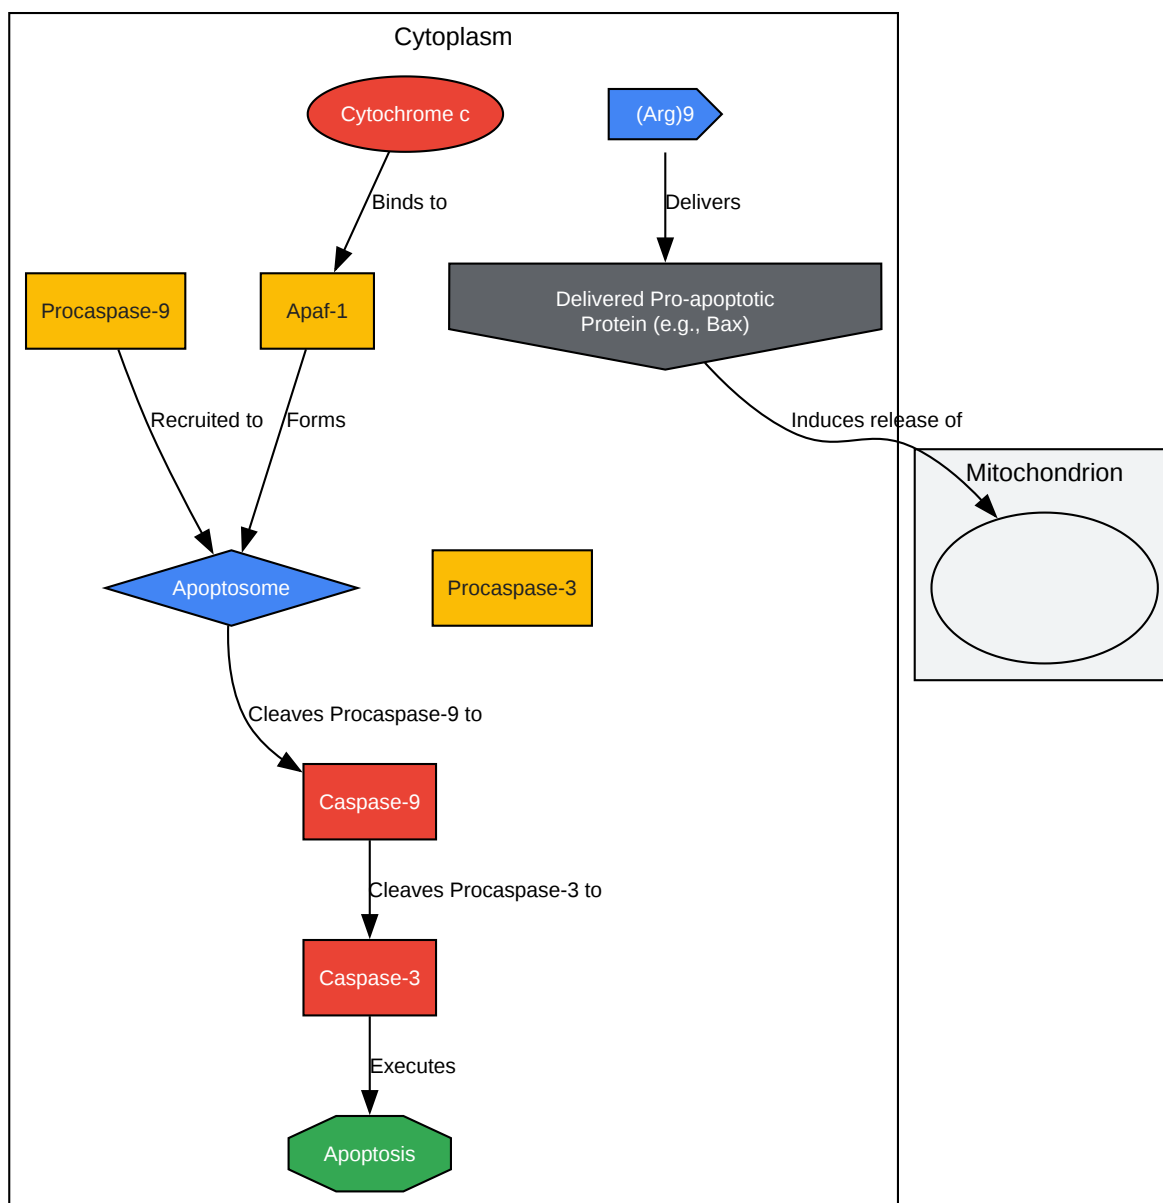 Cytoplasm
Cytochrome c
(Arg)9
Binds to
Delivers
Procaspase-9
Apaf-1
Delivered Pro-apoptotic
Protein (e.g., Bax)
Recruited to
Forms
Induces release of
Mitochondrion
Apoptosome
Procaspase-3
Cleaves Procaspase-9 to
Caspase-9
Cleaves Procaspase-3 to
Caspase-3
Executes
Apoptosis